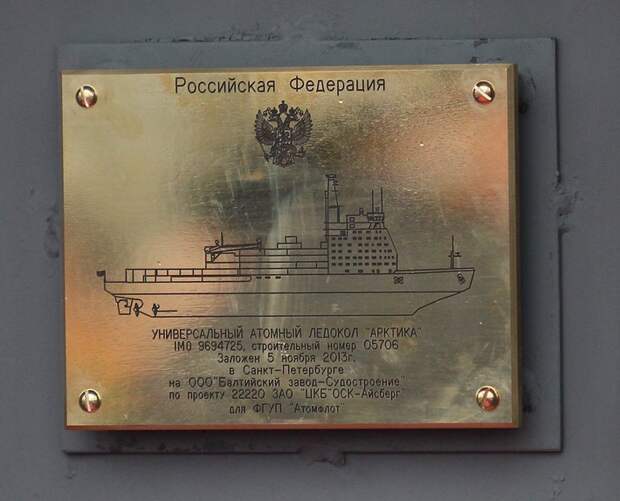 Российская Федерация
УНИВЕРСАЛЬНЫЙ АТОМНЫЙ ЛЕДОКОЛ "АРКТИКА"
IMO 9694725, строительный номер 05706
Заложен 5 ноября 2013г.
в Санкт-Петербурге
на ООО"Балтийский завод-Судостроение"
по проекту 22220 ЗАО "ЦКБ"ОСК-Айсберг"
для ФГУП "Атомфлот"